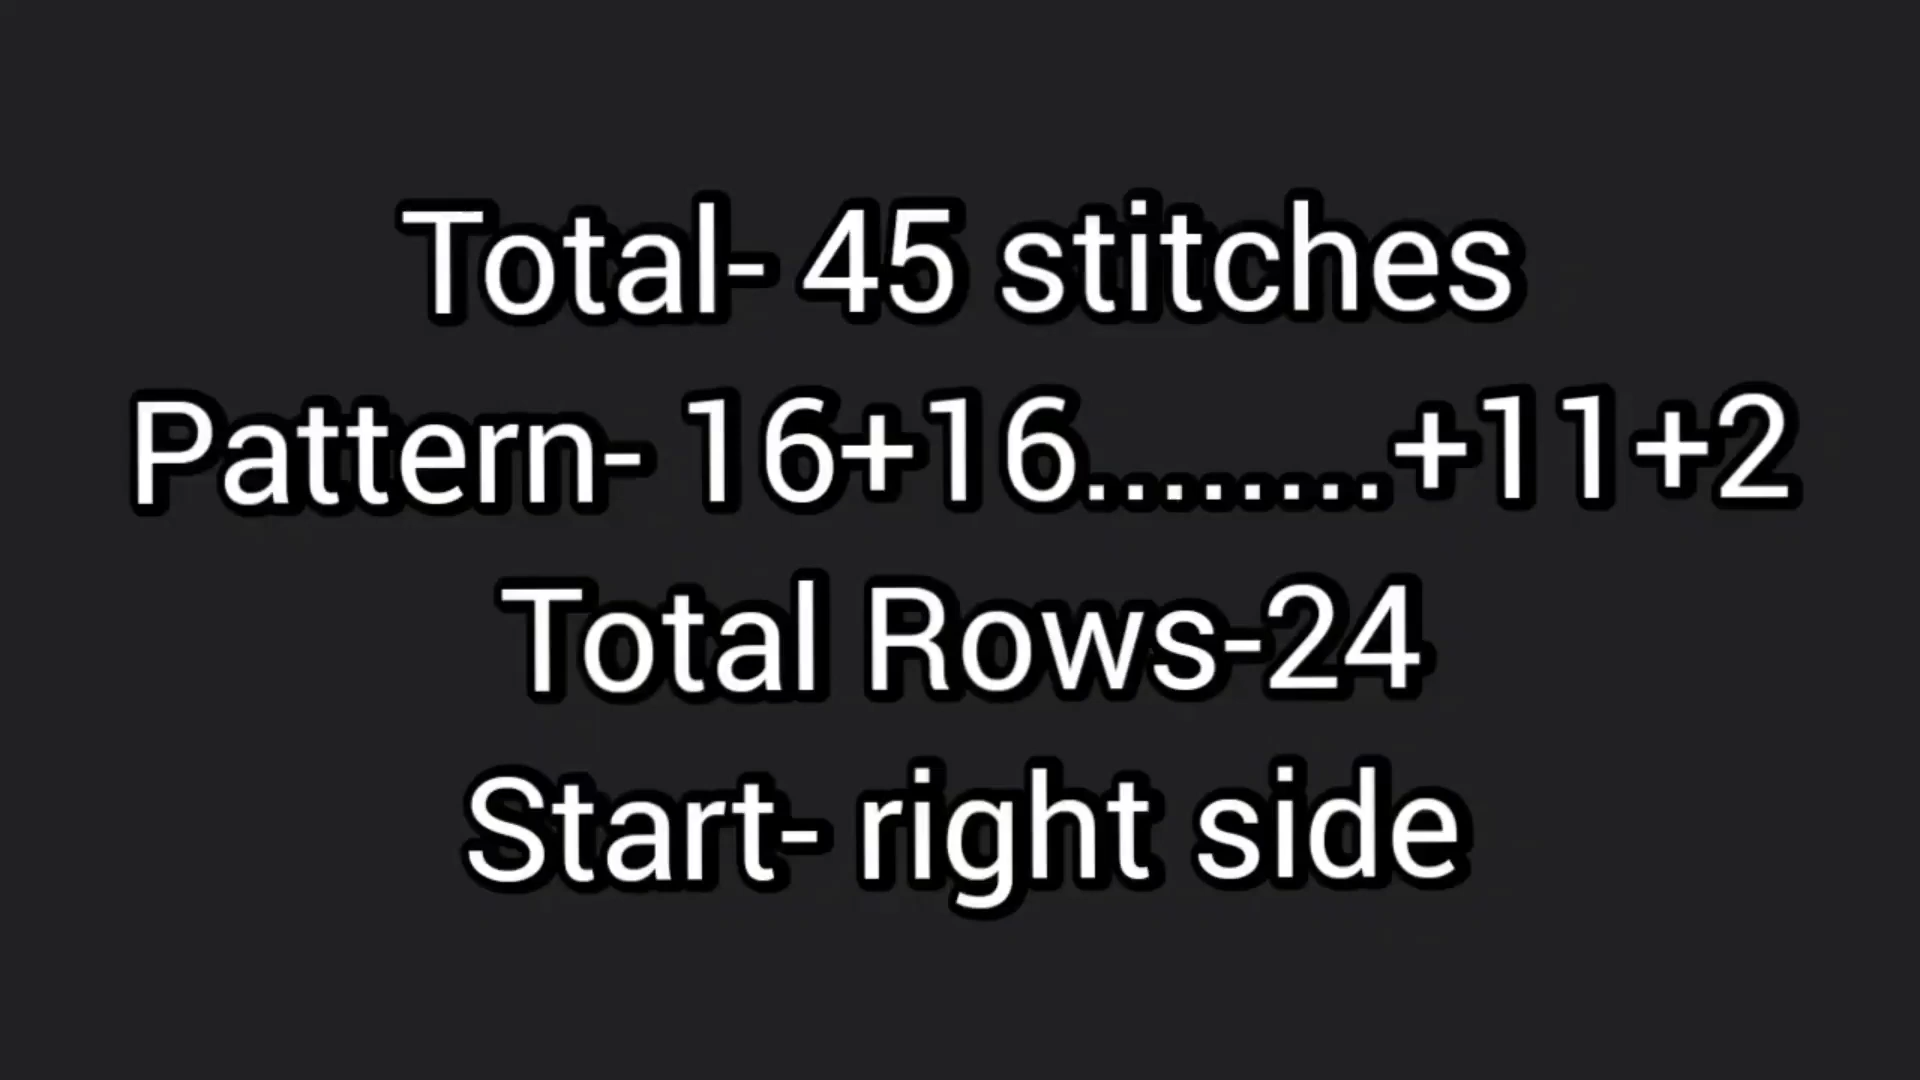 Total- 45 stitches
Pattern- 16+16........+11+2
Total Rows-24
Start- right side